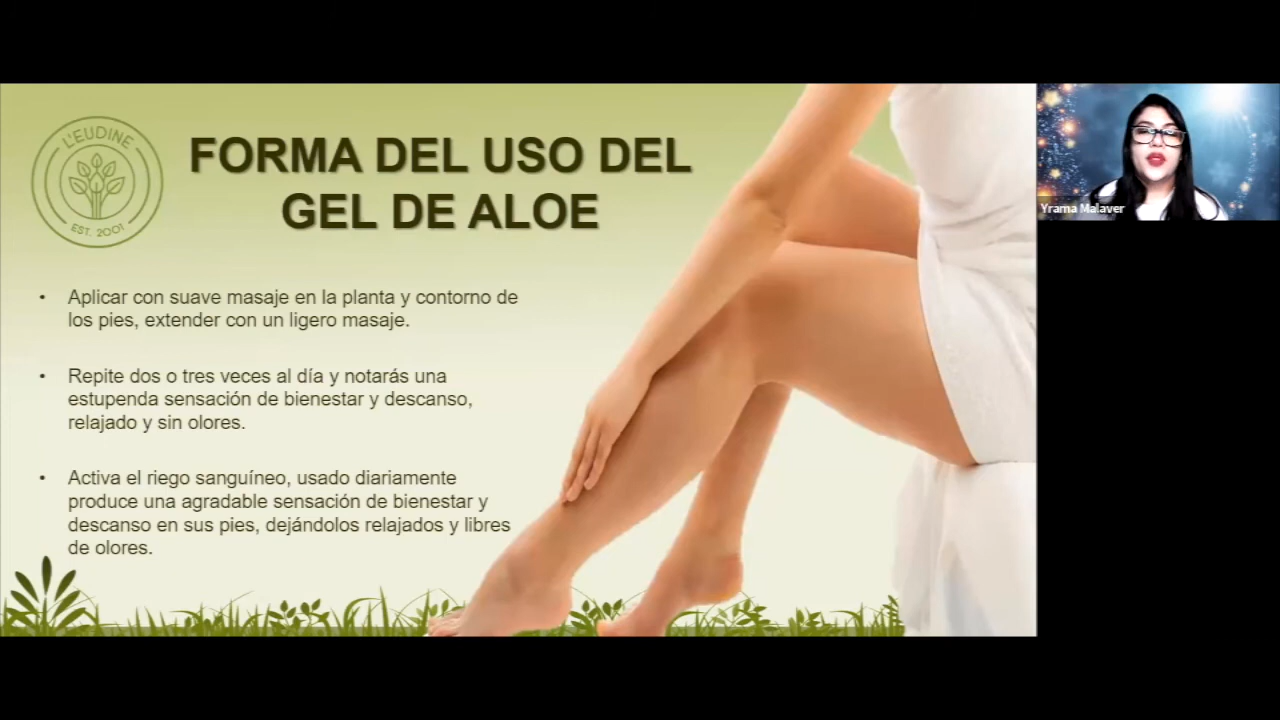 L'EUDINE
EST. 2001
FORMA DEL USO DEL
GEL DE ALOE
• Aplicar con suave masaje en la planta y contorno de
los pies, extender con un ligero masaje.
• Repite dos o tres veces al día y notarás una
estupenda sensación de bienestar y descanso,
relajado y sin olores.
• Activa el riego sanguíneo, usado diariamente
produce una agradable sensación de bienestar y
descanso en sus pies, dejándolos relajados y libres
de olores.
Yrama Malaver